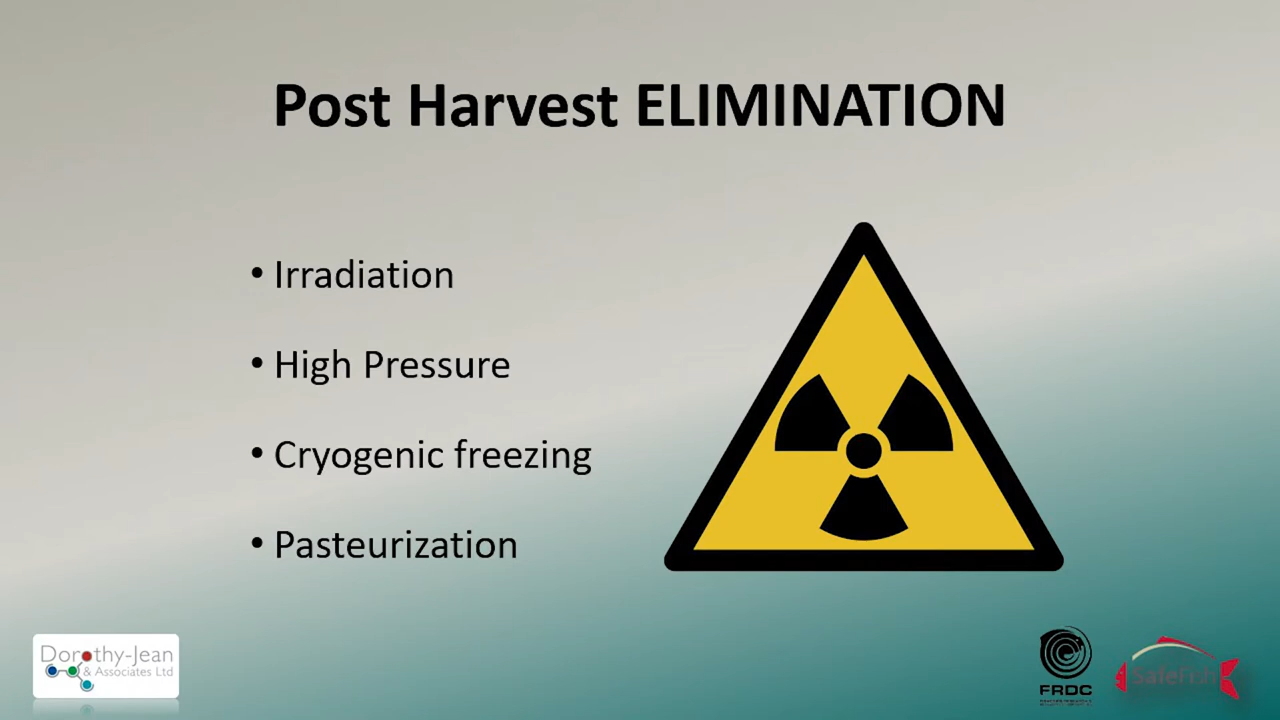 Post Harvest ELIMINATION
• Irradiation
• High Pressure
• Cryogenic freezing
• Pasteurization
Dorothy-Jean
& Associates Ltd
FRDC
SafeFish